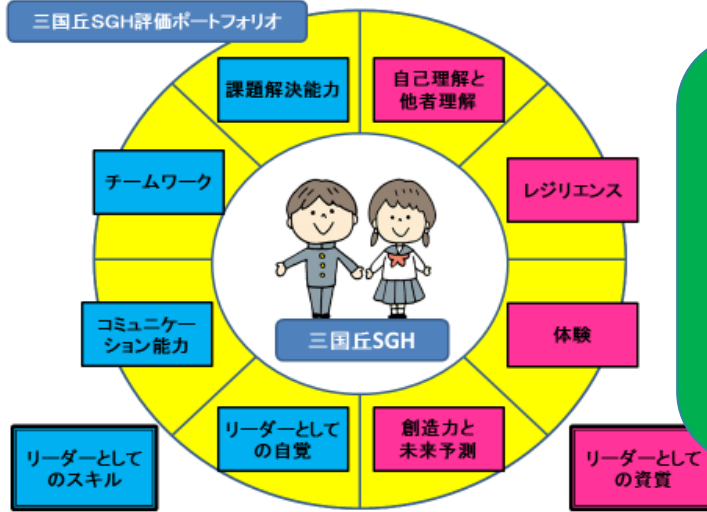 三国丘SGH評価ポートフォリオ
課題解決能力
自己理解と
他者理解
チームワーク
レジリエンス
コミュニケー
ション能力
三国丘SGH
体験
リーダーとして
の自覚
創造力と
未来予測
リーダーとして
のスキル
リーダーとして
の資質